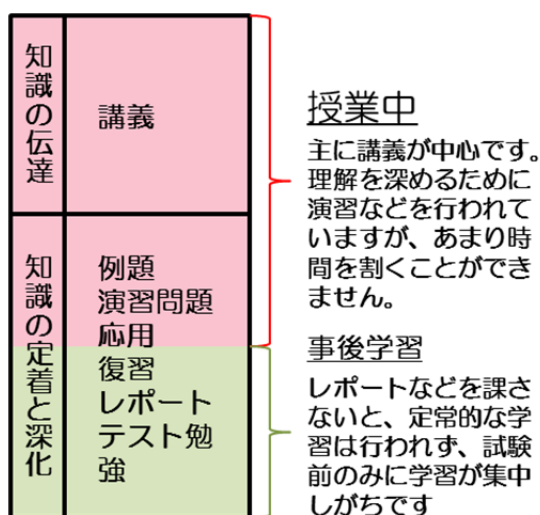 知識の伝達
講義
知識の定着と深化
例題
演習問題
応用
復習
レポート
テスト勉
強
授業中
主に講義が中心です。
理解を深めるために
演習などを行われて
いますが、あまり時
間を割くことができ
ません。
事後学習
レポートなどを課さ
ないと、定常的な学
習は行われず、試験
前のみに学習が集中
しがちです